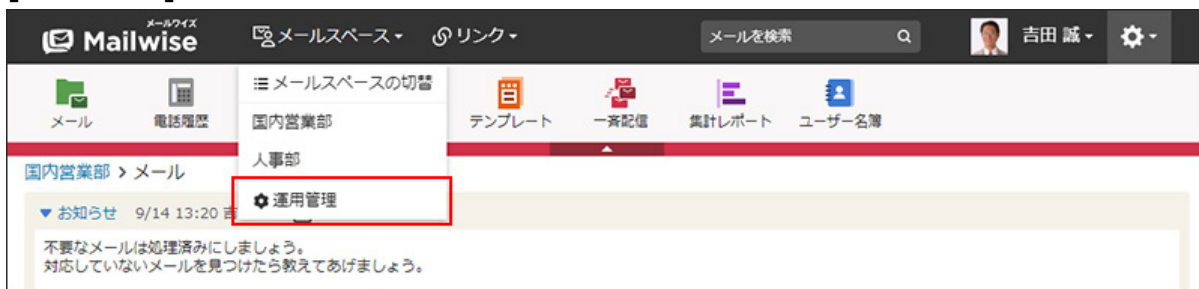 メールワイズ
Mailwise メールスペース リンク メールを検索 吉田 誠
メールスペースの切替
メール 電話履歴 国内営業部 テンプレート 一斉配信 集計レポート ユーザー名簿
人事部
国内営業部 > メール
運用管理
お知らせ 9/14 13:20
不要なメールは処理済みにしましょう。
対応していないメールを見つけたら教えてあげましょう。